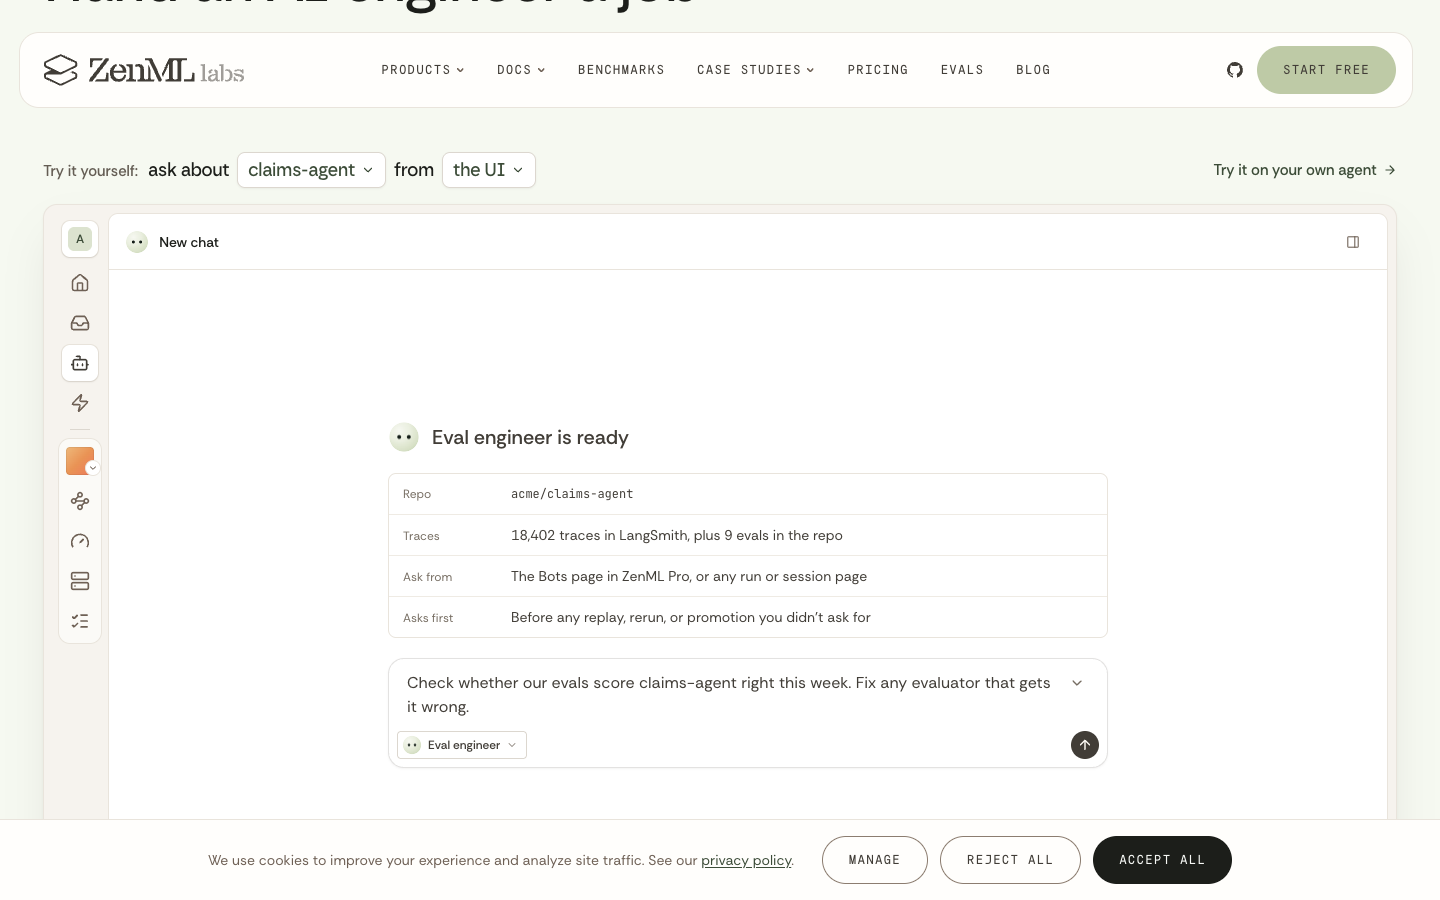 ZenML labs
PRODUCTS
DOCS
BENCHMARKS
CASE STUDIES
PRICING
EVALS
BLOG
START FREE
Try it yourself: ask about claims-agent from the UI
Try it on your own agent →
A
New chat
Eval engineer is ready
Repo acme/claims-agent
Traces 18,402 traces in LangSmith, plus 9 evals in the repo
Ask from The Bots page in ZenML Pro, or any run or session page
Asks first Before any replay, rerun, or promotion you didn't ask for
Check whether our evals score claims-agent right this week. Fix any evaluator that gets
it wrong.
Eval engineer
We use cookies to improve your experience and analyze site traffic. See our privacy policy.
MANAGE
REJECT ALL
ACCEPT ALL